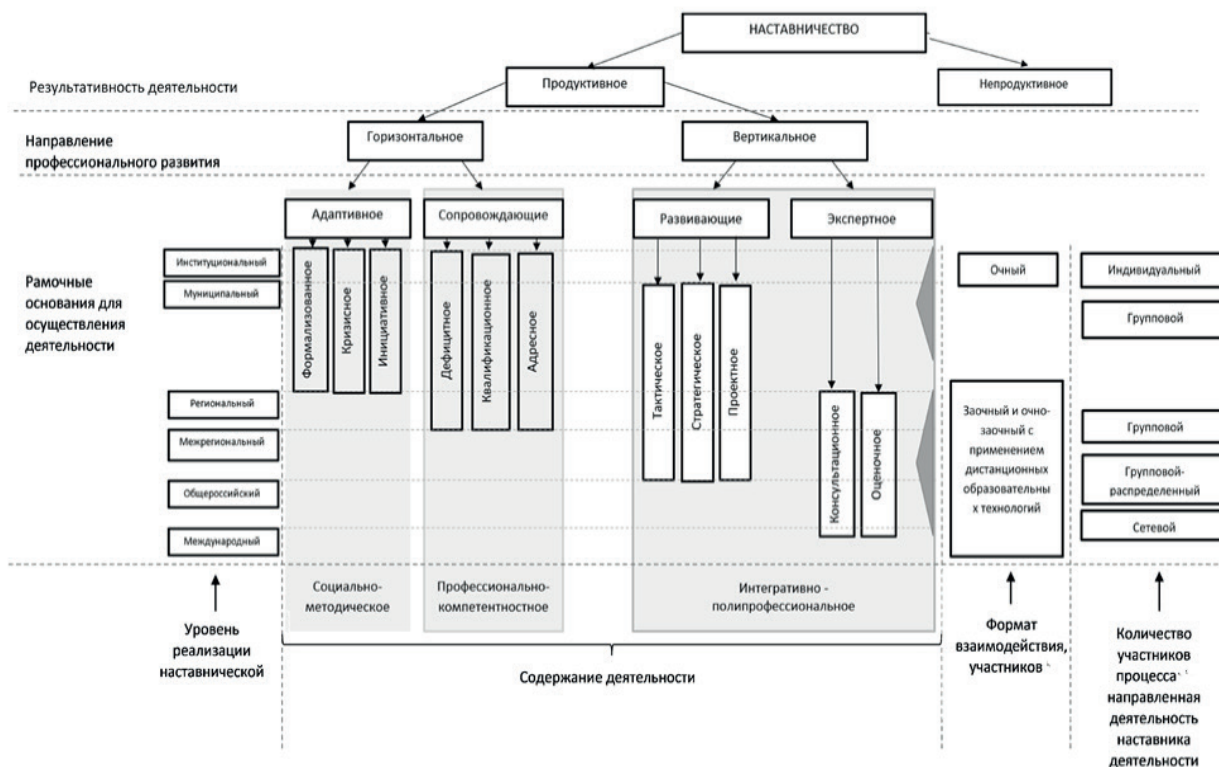 НАСТАВНИЧЕСТВО
Результативность деятельности
Продуктивное
Непродуктивное
Направление
профессионального развития
Горизонтальное
Вертикальное
Адаптивное
Сопровождающие
Развивающие
Экспертное
Рамочные
основания для
осуществления
деятельности
Институциональный
Муниципальный
Региональный
Межрегиональный
Общероссийский
Международный
Формализованное
Кризисное
Инициативное
Дефицитное
Квалификационное
Адресное
Тактическое
Стратегическое
Проектное
Консультационное
Оценочное
Очный
Заочный и очно-
заочный с
применением
дистанционных
образовательны
х технологий
Индивидуальный
Групповой
Групповой
Групповой-
распределенный
Сетевой
Социально-
методическое
Профессионально-
компетентностное
Интегративно -
полипрофессиональное
Уровень
реализации
наставнической
Содержание деятельности
Формат
взаимодействия,
участников
Количество
участников
процесса
направленная
деятельность
наставника
деятельности